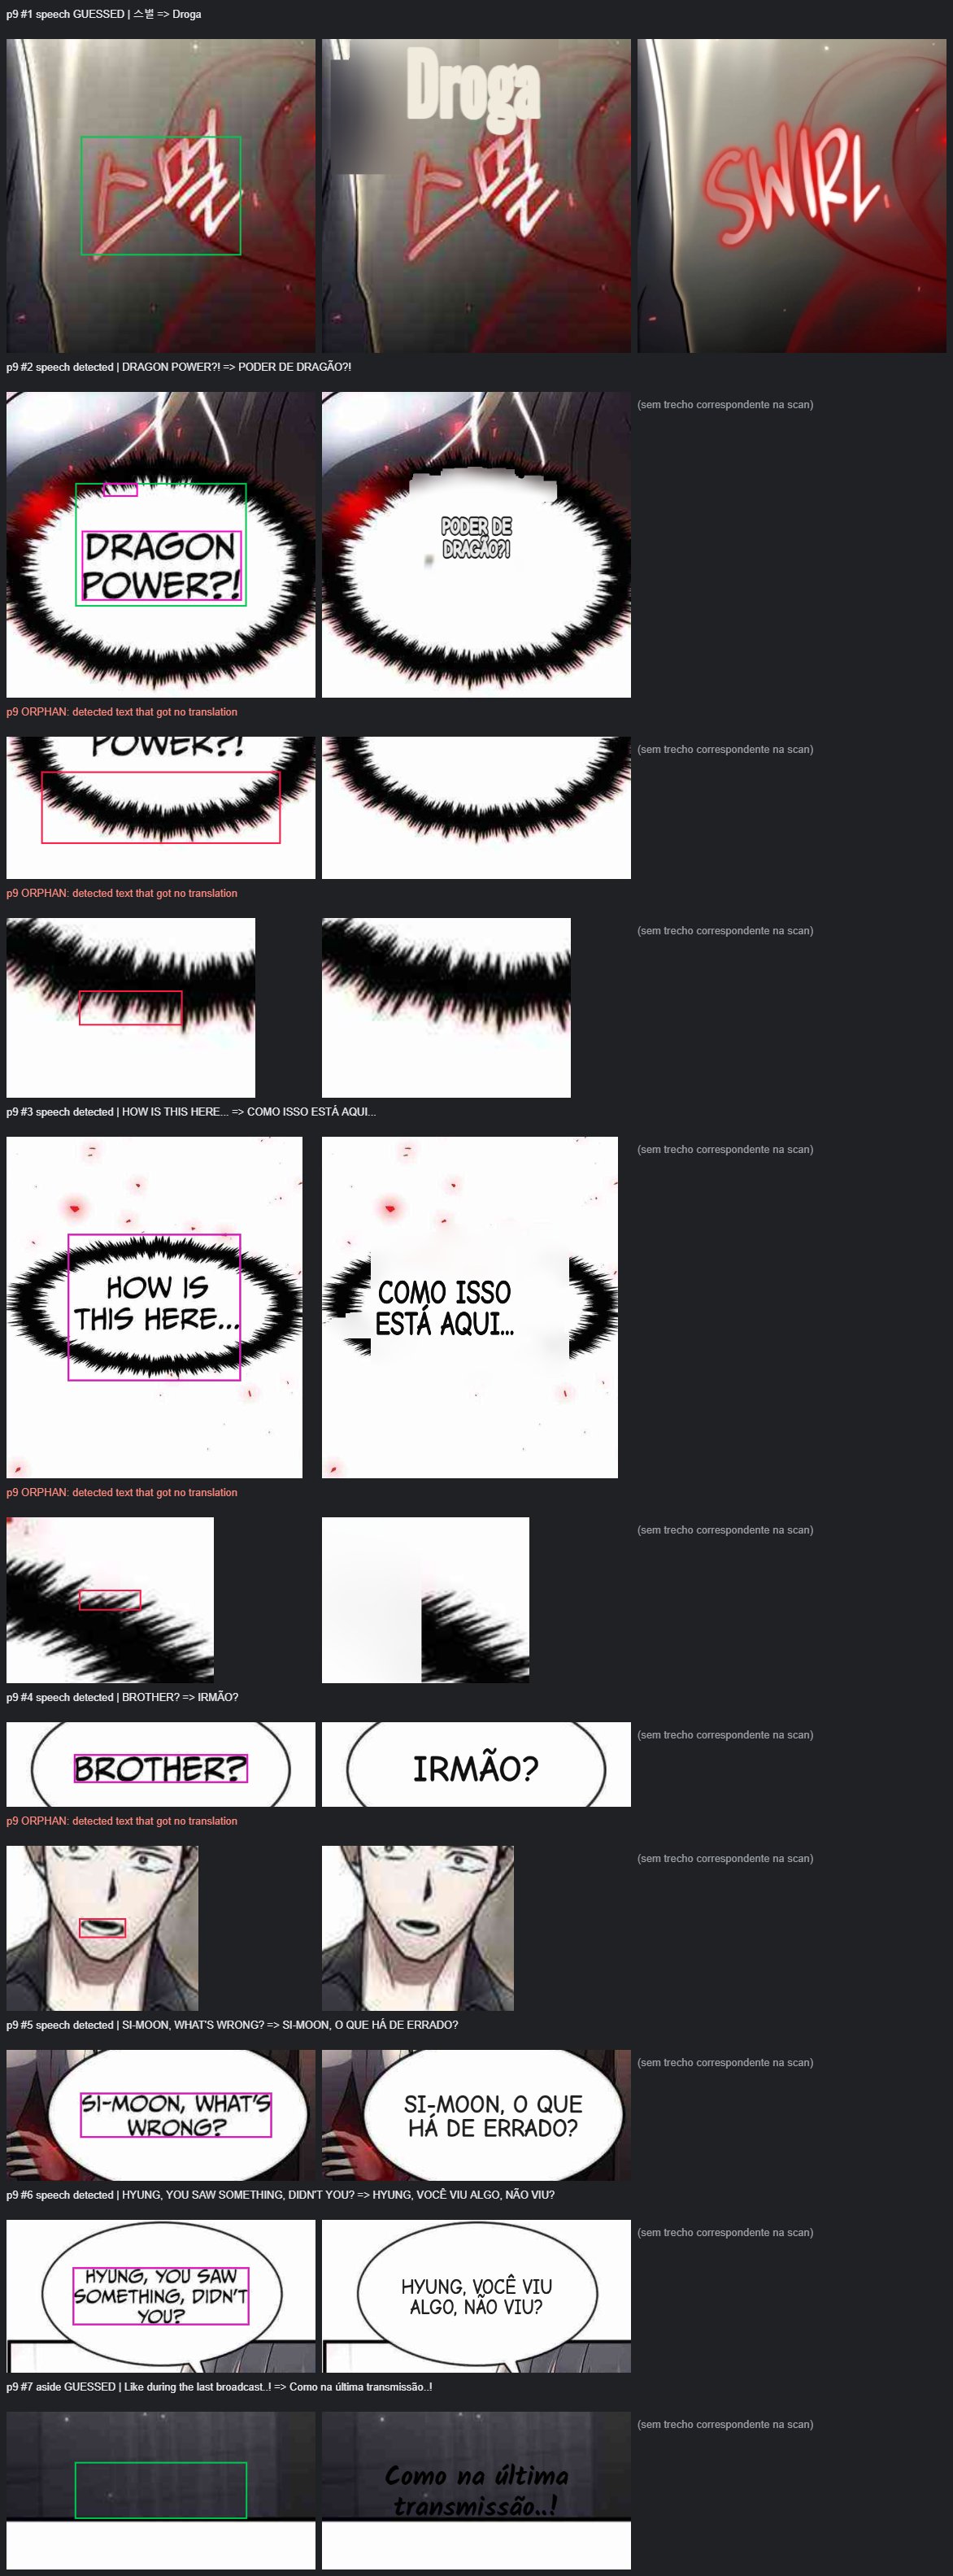 p9 #1 speech GUESSED | 스별 => Droga
Droga
SWIRL
p9 #2 speech detected | DRAGON POWER?! => PODER DE DRAGÃO?!
(sem trecho correspondente na scan)
DRAGON
POWER?!
PODER DE
DRAGÃO?!
p9 ORPHAN: detected text that got no translation
(sem trecho correspondente na scan)
POWER?!
p9 ORPHAN: detected text that got no translation
(sem trecho correspondente na scan)
p9 #3 speech detected | HOW IS THIS HERE... => COMO ISSO ESTÁ AQUI...
(sem trecho correspondente na scan)
HOW IS
THIS HERE...
COMO ISSO
ESTÁ AQUI...
p9 ORPHAN: detected text that got no translation
(sem trecho correspondente na scan)
p9 #4 speech detected | BROTHER? => IRMÃO?
(sem trecho correspondente na scan)
BROTHER?
IRMÃO?
p9 ORPHAN: detected text that got no translation
(sem trecho correspondente na scan)
p9 #5 speech detected | SI-MOON, WHAT'S WRONG? => SI-MOON, O QUE HÁ DE ERRADO?
(sem trecho correspondente na scan)
SI-MOON, WHAT'S
WRONG?
SI-MOON, O QUE
HÁ DE ERRADO?
p9 #6 speech detected | HYUNG, YOU SAW SOMETHING, DIDN'T YOU? => HYUNG, VOCÊ VIU ALGO, NÃO VIU?
(sem trecho correspondente na scan)
HYUNG, YOU SAW
SOMETHING, DIDN'T
YOU?
HYUNG, VOCÊ VIU
ALGO, NÃO VIU?
p9 #7 aside GUESSED | Like during the last broadcast..! => Como na última transmissão..!
(sem trecho correspondente na scan)
Como na última
transmissão..!